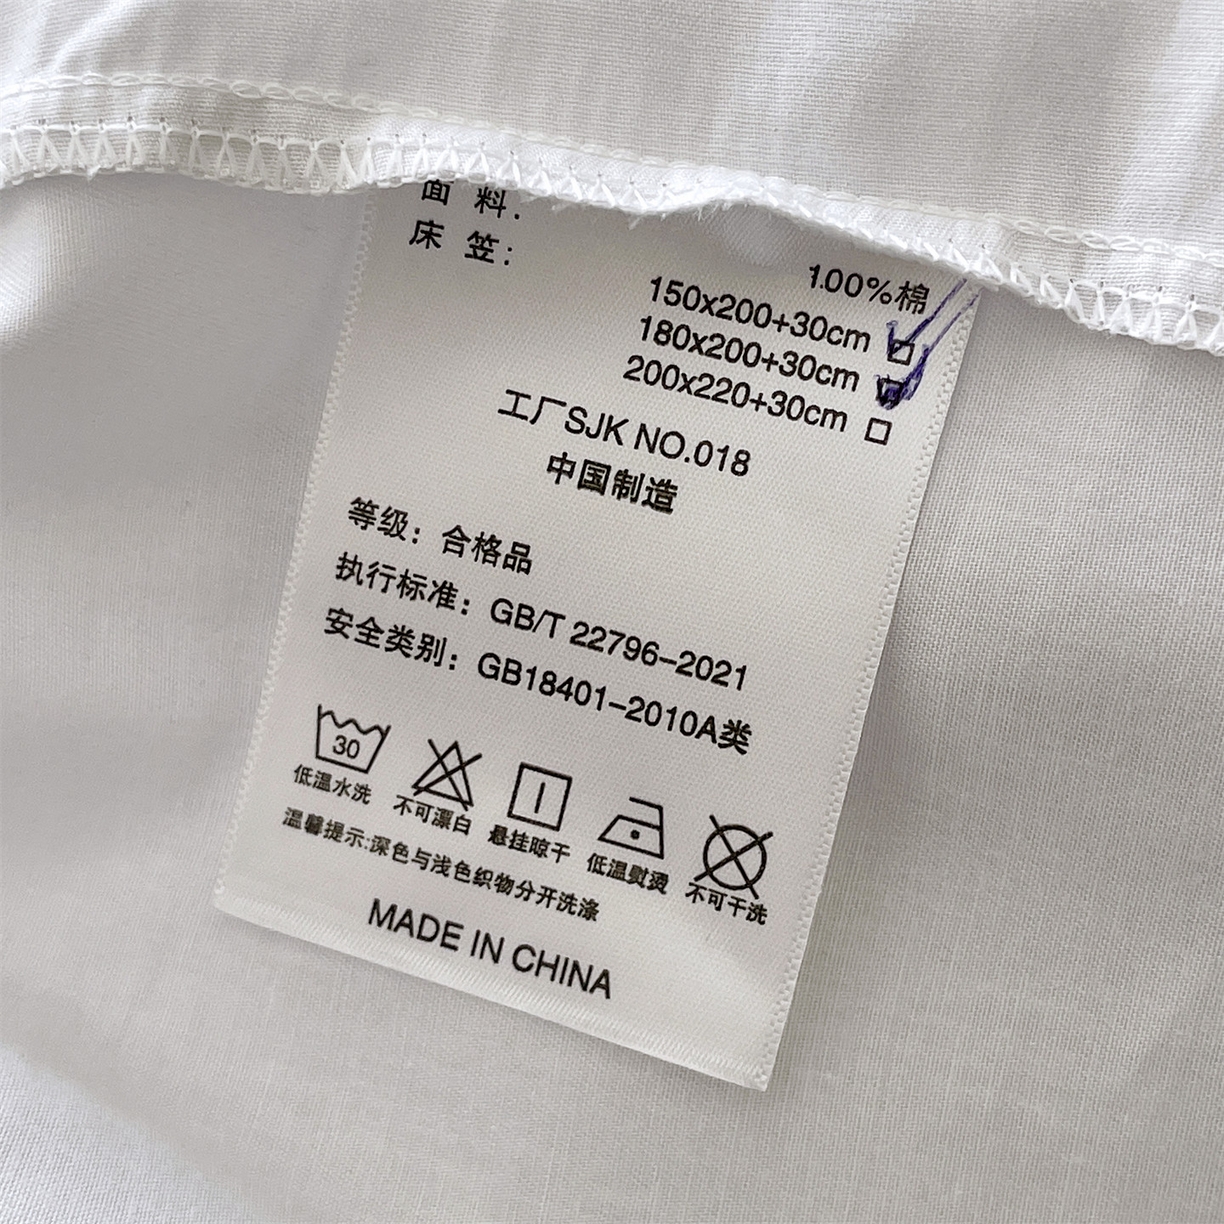 面 料:
100%棉
床 笠:
150x200+30cm
180x200+30cm
200x220+30cm
工厂SJK NO.018
中国制造
等级: 合格品
执行标准: GB/T 22796-2021
安全类别: GB18401-2010A类
30
低温水洗 不可漂白 悬挂晾干 低温熨烫 不可干洗
温馨提示:深色与浅色织物分开洗涤
MADE IN CHINA